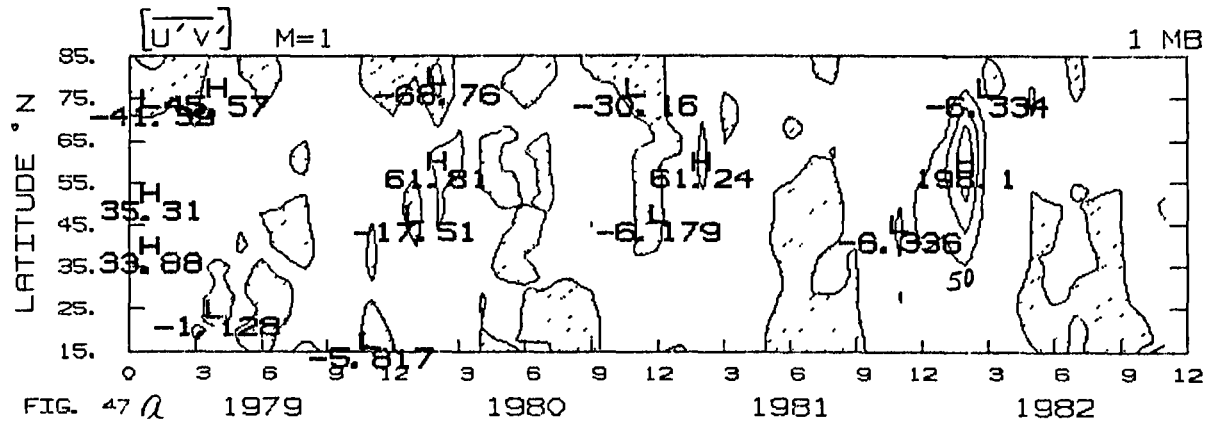 [U'V'] M=1 1 MB
85.
75.
65.
55.
45.
35.
25.
15.
LATITUDE °N
H
.57
L
-68.76
L
-30.16
L
-6.334
H
61.81
H
61.24
H
198.1
H
35.31
-17.51
L
-6.179
L
-6.336
H
33.88
50
L
-1.128
L
-5.817
0 3 6 9 12 3 6 9 12 3 6 9 12 3 6 9 12
FIG. 47 a 1979 1980 1981 1982